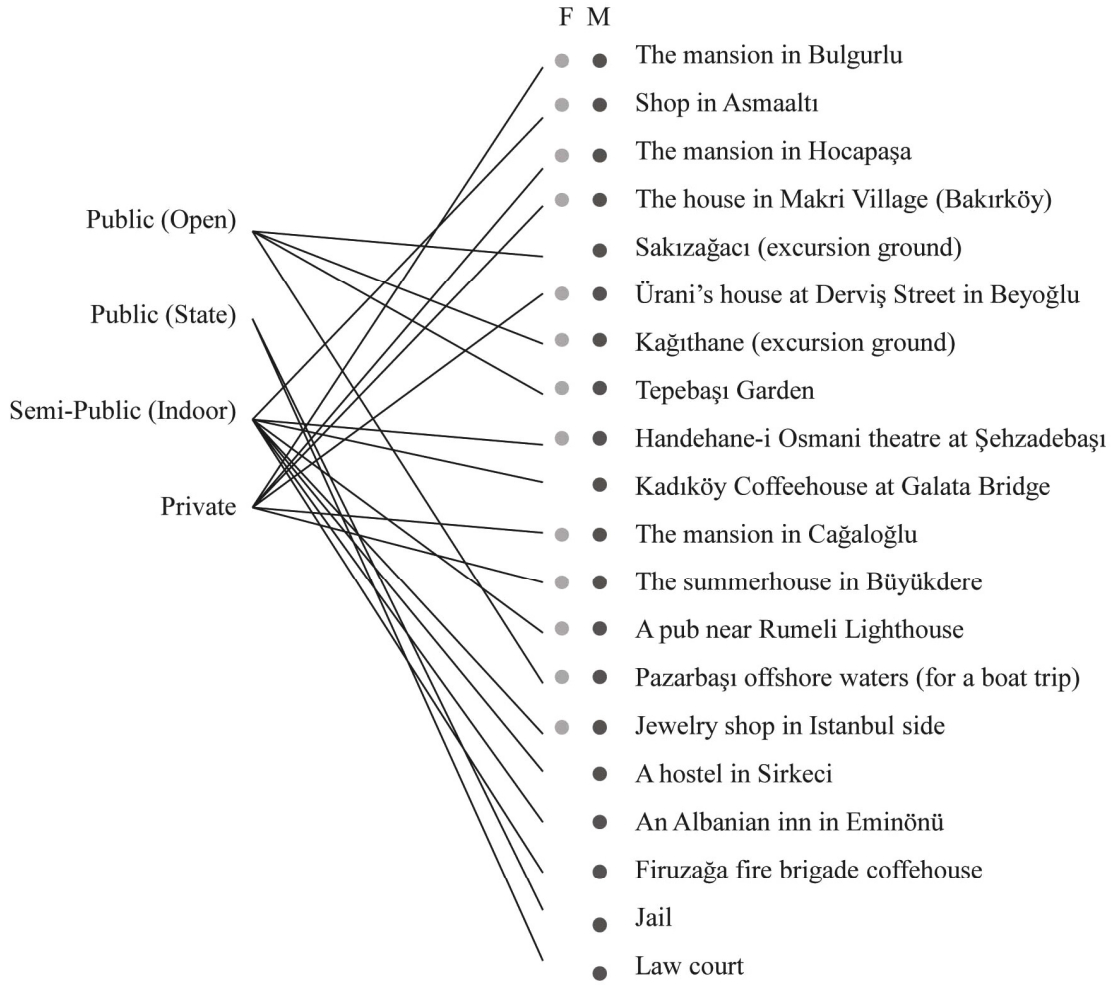 F M
The mansion in Bulgurlu
Shop in Asmaaltı
The mansion in Hocapaşa
The house in Makri Village (Bakırköy)
Sakızağacı (excursion ground)
Ürani’s house at Derviş Street in Beyoğlu
Kağıthane (excursion ground)
Tepebaşı Garden
Handehane-i Osmani theatre at Şehzadebaşı
Kadıköy Coffeehouse at Galata Bridge
The mansion in Cağaloğlu
The summerhouse in Büyükdere
A pub near Rumeli Lighthouse
Pazarbaşı offshore waters (for a boat trip)
Jewelry shop in Istanbul side
A hostel in Sirkeci
An Albanian inn in Eminönü
Firuzağa fire brigade coffehouse
Jail
Law court
Public (Open)
Public (State)
Semi-Public (Indoor)
Private